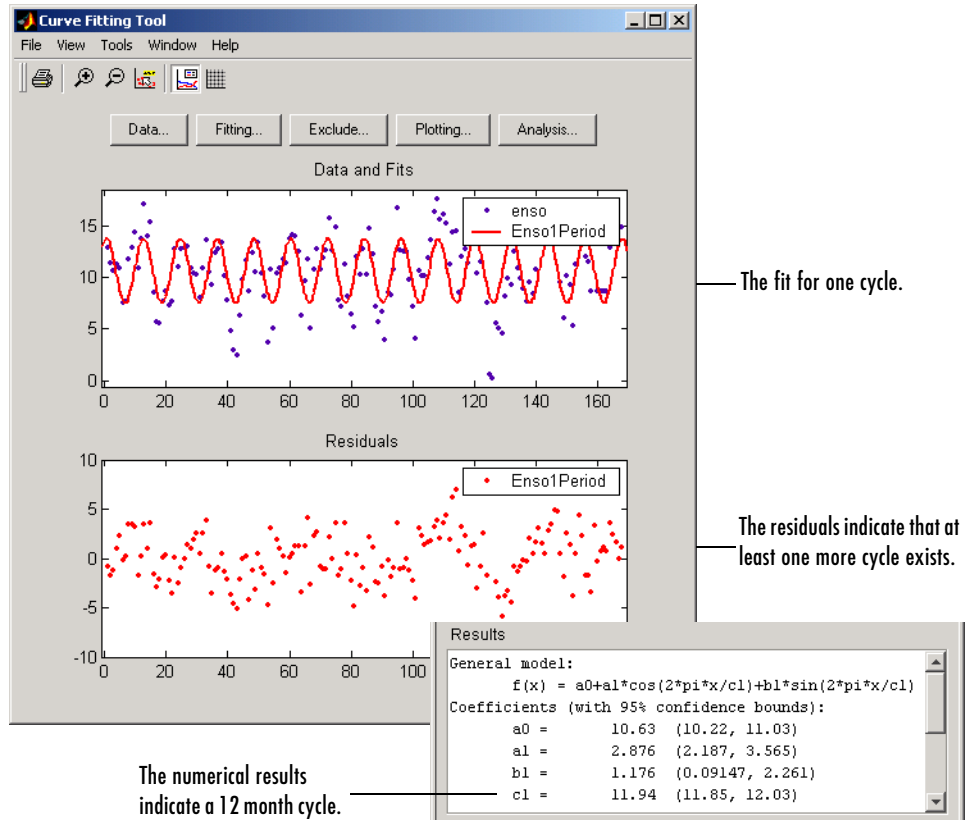 Curve Fitting Tool
File View Tools Window Help
Data... Fitting... Exclude... Plotting... Analysis...
Data and Fits
enso
Enso1Period
15
10
5
0
0 20 40 60 80 100 120 140 160
The fit for one cycle.
Residuals
Enso1Period
10
5
0
-5
-10
0 20 40 60 80 100
The residuals indicate that at
least one more cycle exists.
Results
General model:
f(x) = a0+a1*cos(2*pi*x/c1)+b1*sin(2*pi*x/c1)
Coefficients (with 95% confidence bounds):
a0 = 10.63 (10.22, 11.03)
a1 = 2.876 (2.187, 3.565)
b1 = 1.176 (0.09147, 2.261)
c1 = 11.94 (11.85, 12.03)
The numerical results
indicate a 12 month cycle.